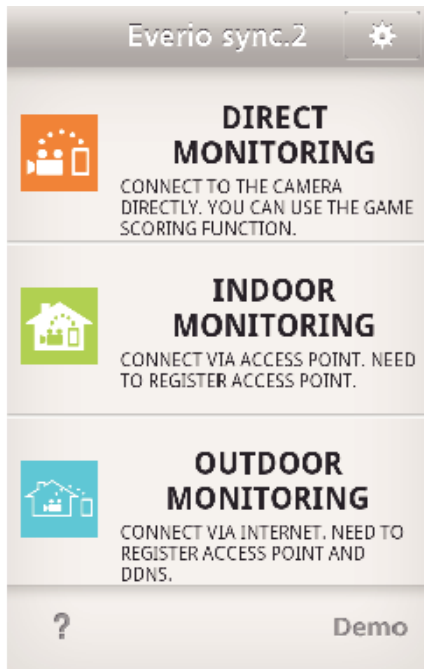 Everio sync.2
DIRECT
MONITORING
CONNECT TO THE CAMERA
DIRECTLY. YOU CAN USE THE GAME
SCORING FUNCTION.
INDOOR
MONITORING
CONNECT VIA ACCESS POINT. NEED
TO REGISTER ACCESS POINT.
OUTDOOR
MONITORING
CONNECT VIA INTERNET. NEED TO
REGISTER ACCESS POINT AND
DDNS.
? Demo